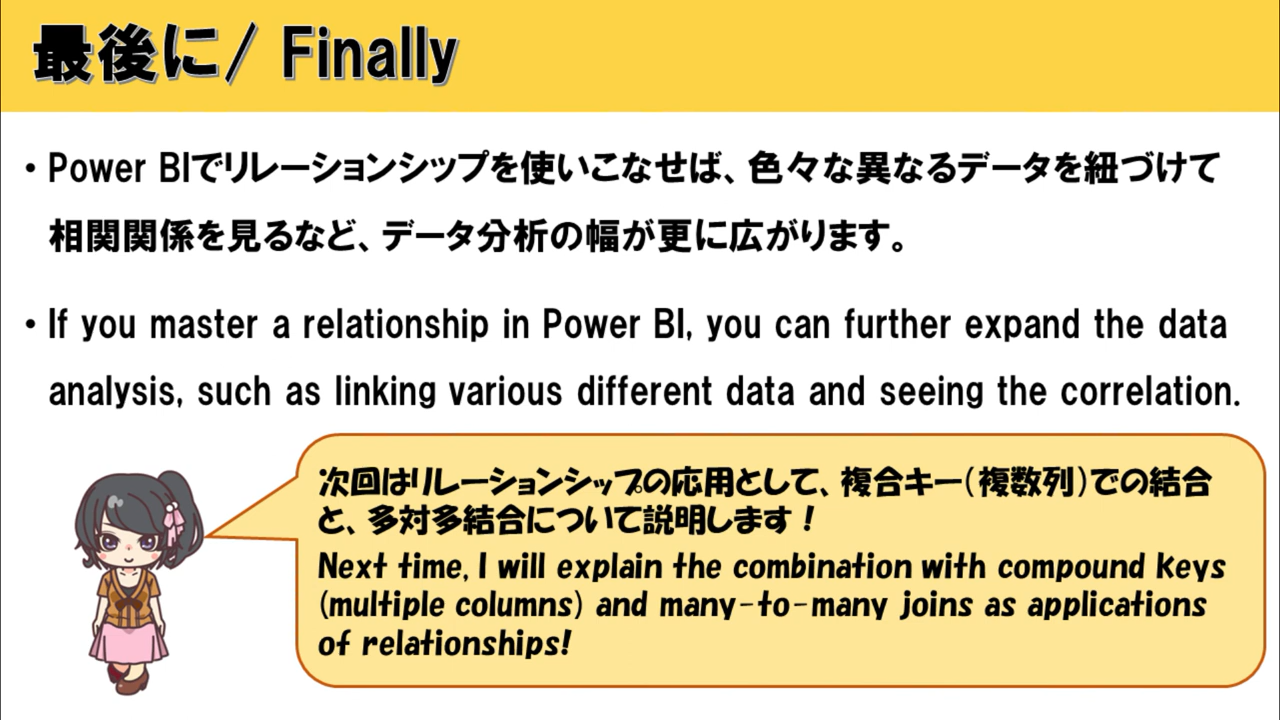 最後に/ Finally
・Power BIでリレーションシップを使いこなせば、色々な異なるデータを紐づけて
相関関係を見るなど、データ分析の幅が更に広がります。
・If you master a relationship in Power BI, you can further expand the data
analysis, such as linking various different data and seeing the correlation.
次回はリレーションシップの応用として、複合キー(複数列)での結合
と、多対多結合について説明します！
Next time, I will explain the combination with compound keys
(multiple columns) and many-to-many joins as applications
of relationships!